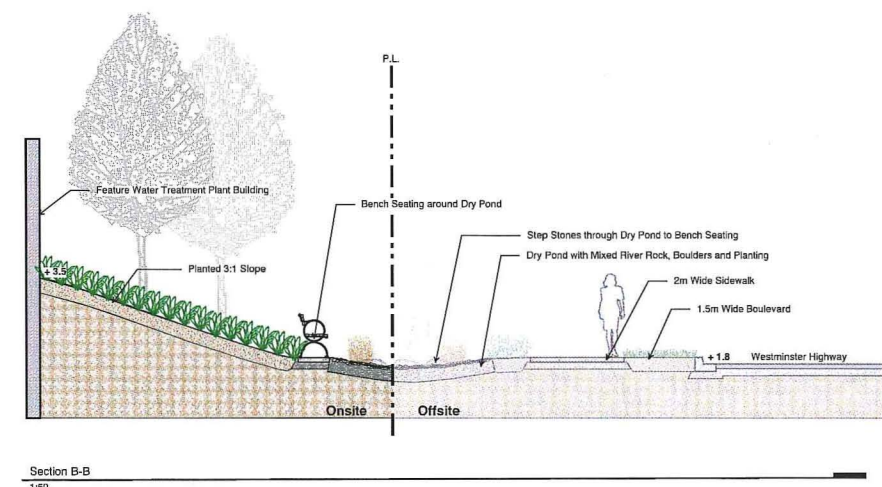 P.L.
Feature Water Treatment Plant Building
Bench Seating around Dry Pond
Step Stones through Dry Pond to Bench Seating
Dry Pond with Mixed River Rock, Boulders and Planting
+ 3.5
Planted 3:1 Slope
2m Wide Sidewalk
1.5m Wide Boulevard
+ 1.8
Westminster Highway
Onsite
Offsite
Section B-B
1:50